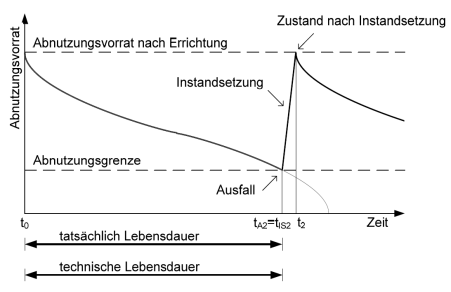 Zustand nach Instandsetzung
Abnutzungsvorrat nach Errichtung
Abnutzungsvorrat
Instandsetzung
Abnutzungsgrenze
Ausfall
t0
tA2=tIS2
t2
Zeit
tatsächlich Lebensdauer
technische Lebensdauer